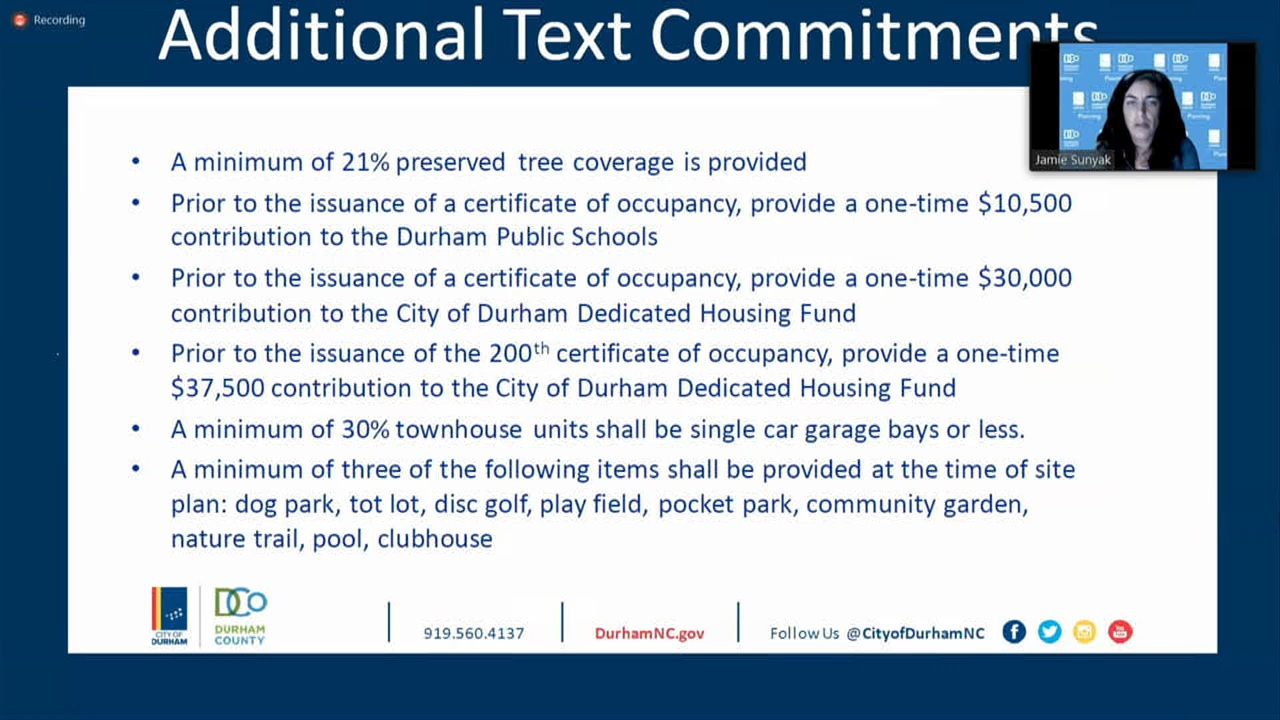 Recording
Additional Text Commitments
Jamie Sunyak
• A minimum of 21% preserved tree coverage is provided
• Prior to the issuance of a certificate of occupancy, provide a one-time $10,500
contribution to the Durham Public Schools
• Prior to the issuance of a certificate of occupancy, provide a one-time $30,000
contribution to the City of Durham Dedicated Housing Fund
• Prior to the issuance of the 200th certificate of occupancy, provide a one-time
$37,500 contribution to the City of Durham Dedicated Housing Fund
• A minimum of 30% townhouse units shall be single car garage bays or less.
• A minimum of three of the following items shall be provided at the time of site
plan: dog park, tot lot, disc golf, play field, pocket park, community garden,
nature trail, pool, clubhouse
CITY OF
DURHAM
DCo
DURHAM
COUNTY
919.560.4137
DurhamNC.gov
Follow Us @CityofDurhamNC